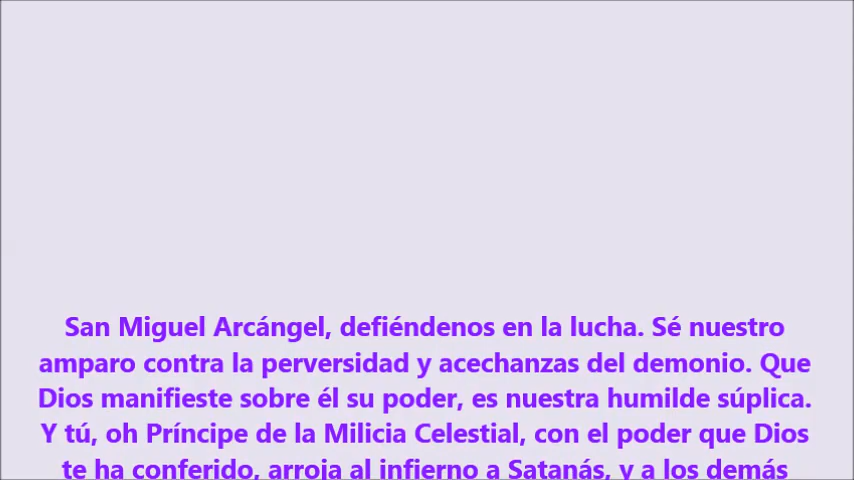 San Miguel Arcángel, defiéndenos en la lucha. Sé nuestro
amparo contra la perversidad y acechanzas del demonio. Que
Dios manifieste sobre él su poder, es nuestra humilde súplica.
Y tú, oh Príncipe de la Milicia Celestial, con el poder que Dios
te ha conferido, arroja al infierno a Satanás, y a los demás